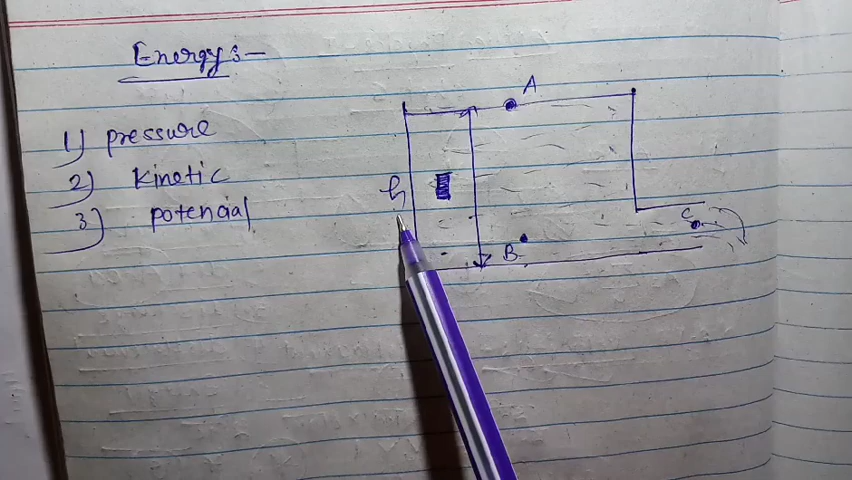 Energy :-
1) pressure
2) kinetic
3) potencial
A
h
B
C